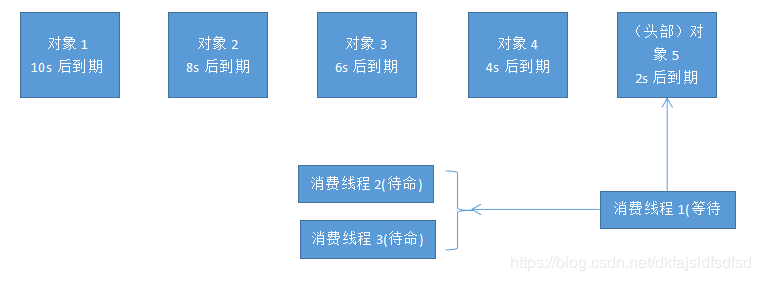 对象 1
10s 后到期
对象 2
8s 后到期
对象 3
6s 后到期
对象 4
4s 后到期
（头部）对
象 5
2s 后到期
消费线程 2(待命)
消费线程 1(等待
消费线程 3(待命)
https://blog.csdn.net/dkfajsldfsdfsd